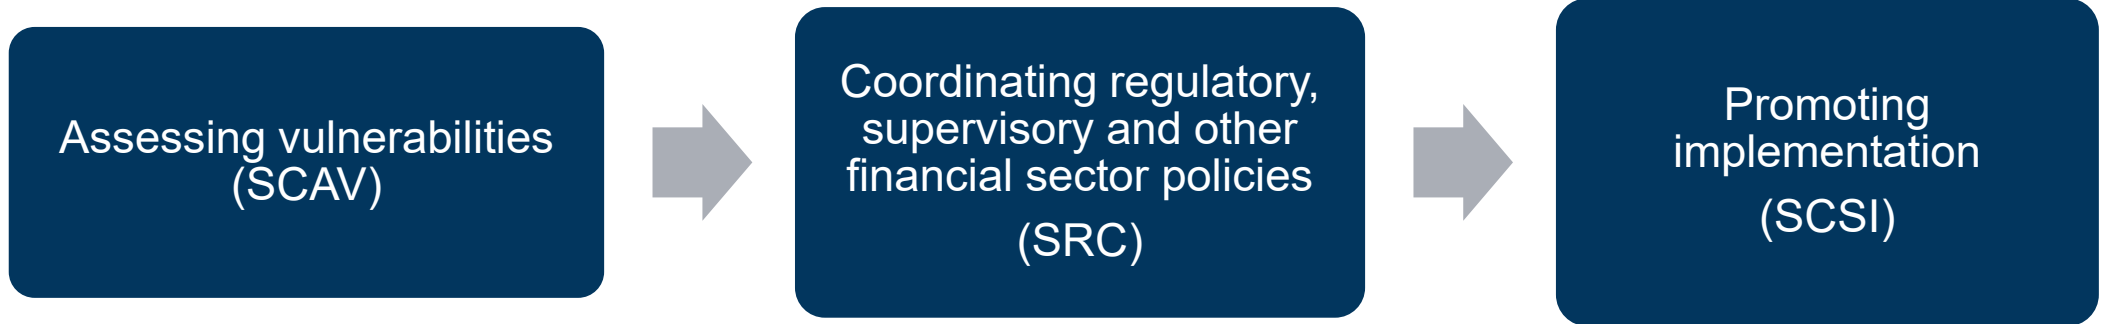 Assessing vulnerabilities
(SCAV)
Coordinating regulatory,
supervisory and other
financial sector policies
(SRC)
Promoting
implementation
(SCSI)